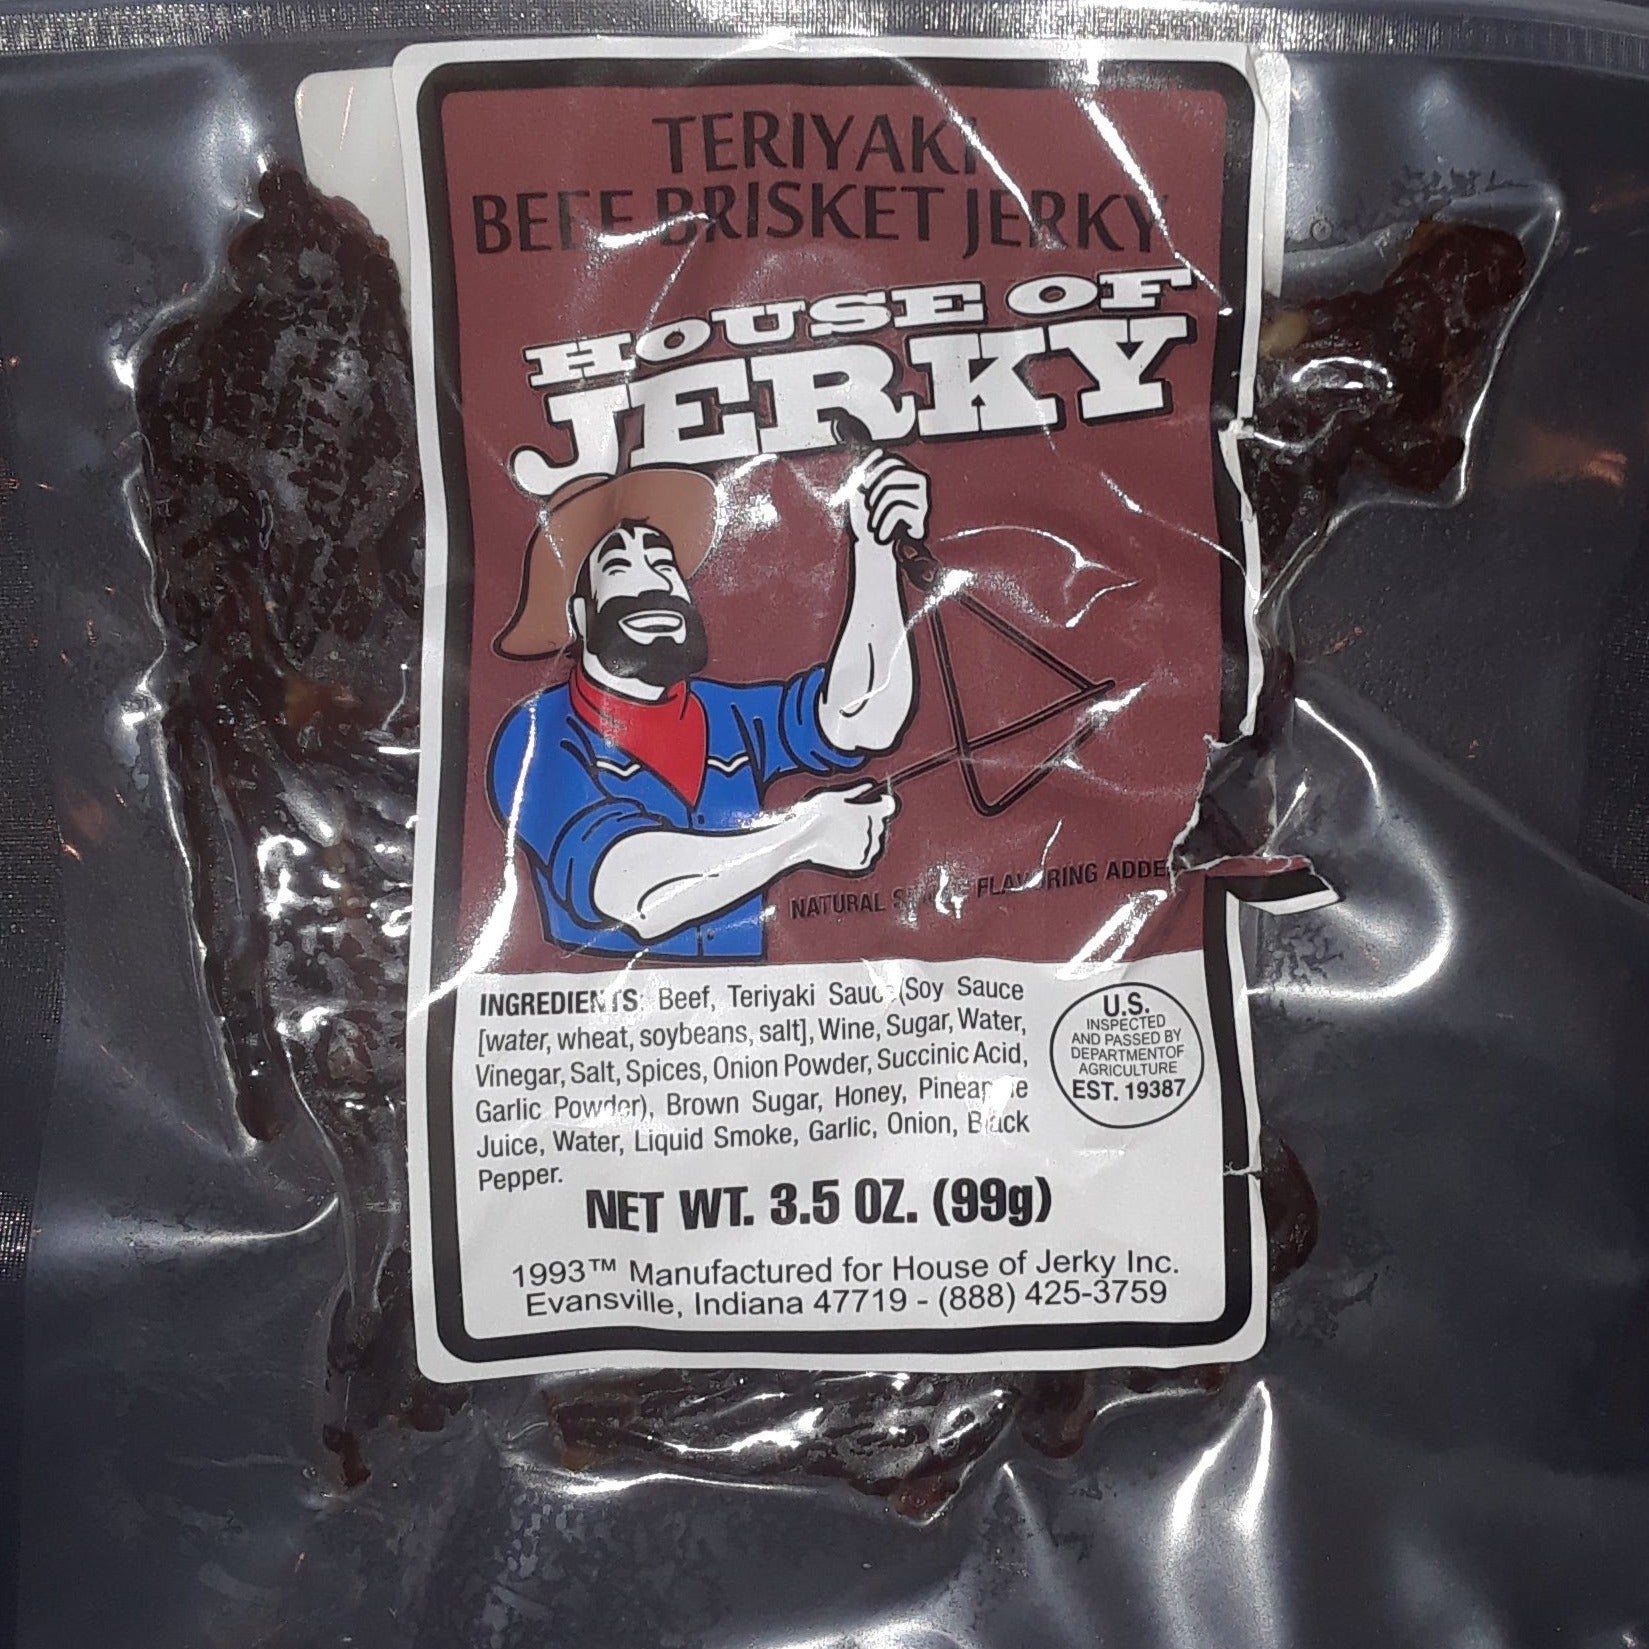 TERIYAKI
BEEF BRISKET JERKY
HOUSE OF
JERKY
NATURAL SMOKE FLAVORING ADDED
INGREDIENTS: Beef, Teriyaki Sauce (Soy Sauce
[water, wheat, soybeans, salt], Wine, Sugar, Water,
Vinegar, Salt, Spices, Onion Powder, Succinic Acid,
Garlic Powder), Brown Sugar, Honey, Pineapple
Juice, Water, Liquid Smoke, Garlic, Onion, Black
Pepper.
U.S.
INSPECTED
AND PASSED BY
DEPARTMENT OF
AGRICULTURE
EST. 19387
NET WT. 3.5 OZ. (99g)
1993™ Manufactured for House of Jerky Inc.
Evansville, Indiana 47719 - (888) 425-3759